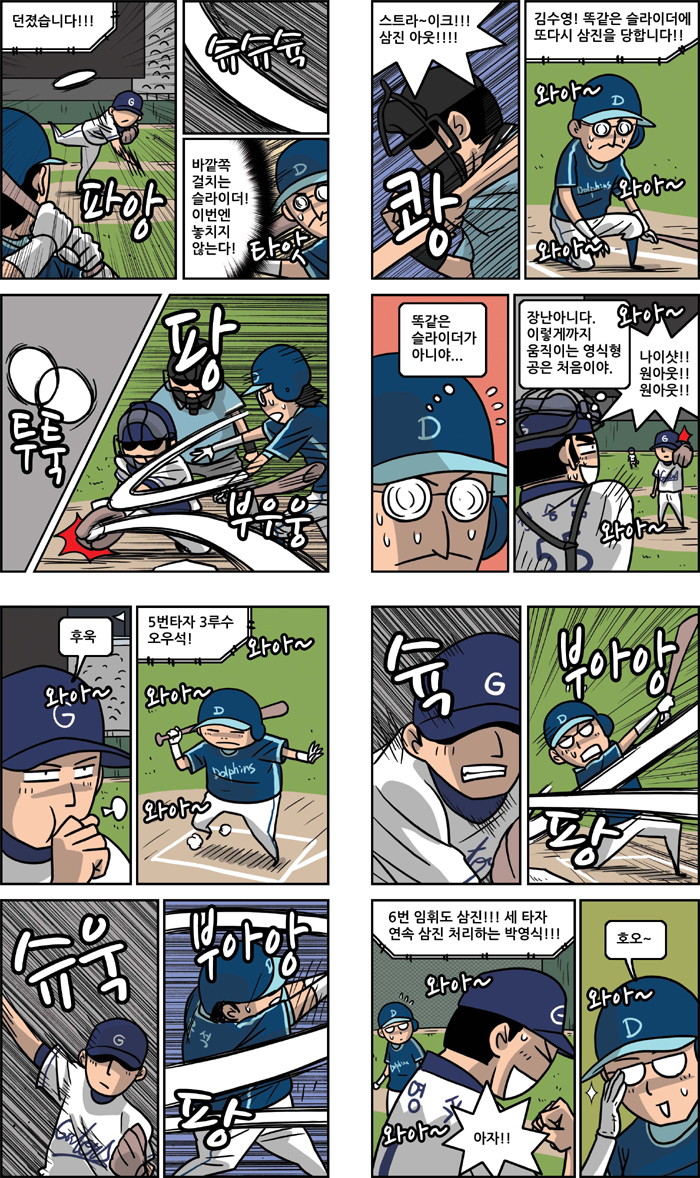 던졌습니다!!!
G
파앙
슈슈슉
바깥쪽
걸치는
슬라이더!
이번엔
놓치지
않는다!
D
타앗
투툭
팡
부우웅
스트라~이크!!!
삼진 아웃!!!!
쾅
김수영! 똑같은 슬라이더에
또다시 삼진을 당합니다!!
와아~
D
Dolphins
1
와아~
와아~
똑같은
슬라이더가
아니야...
D
장난아니다.
이렇게까지
움직이는 영식형
공은 처음이야.
와아~
나이샷!!
원아웃!!
원아웃!!
G
55
와아~
후욱
와아~
G
5번타자 3루수
오우석!
와아~
와아~
D
Dolphins
와아~
슉
G
부아앙
D
팡
슈욱
G
부아앙
팡
6번 임휘도 삼진!!! 세 타자
연속 삼진 처리하는 박영식!!!
와아~
G
D
Dolphins
와아~
아자!!
호오~
와아~
D